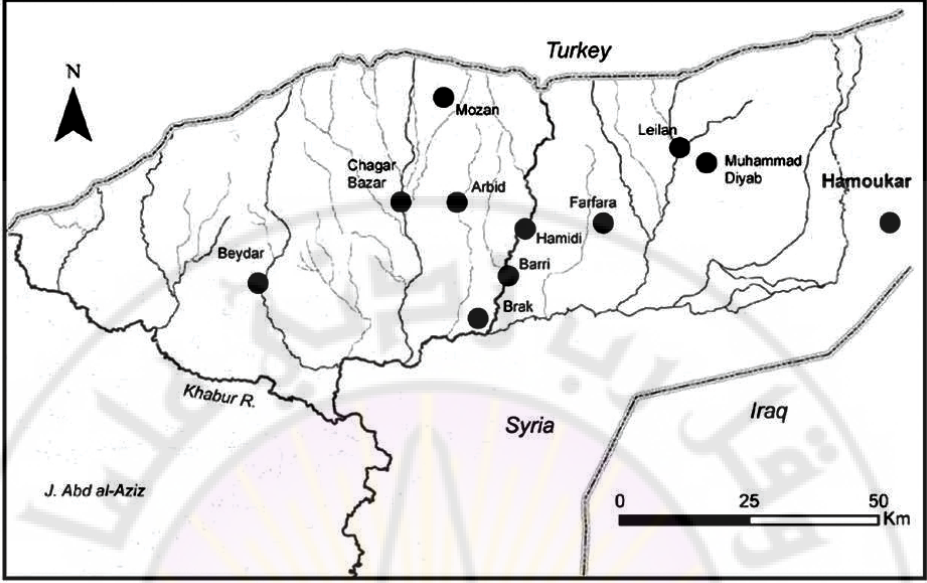 Turkey
N
Mozan
Leilan
Muhammad
Diyab
Chagar
Bazar
Arbid
Hamoukar
Farfara
Hamidi
Beydar
Barri
Brak
Khabur R.
Syria
Iraq
J. Abd al-Aziz
0 25 50
Km